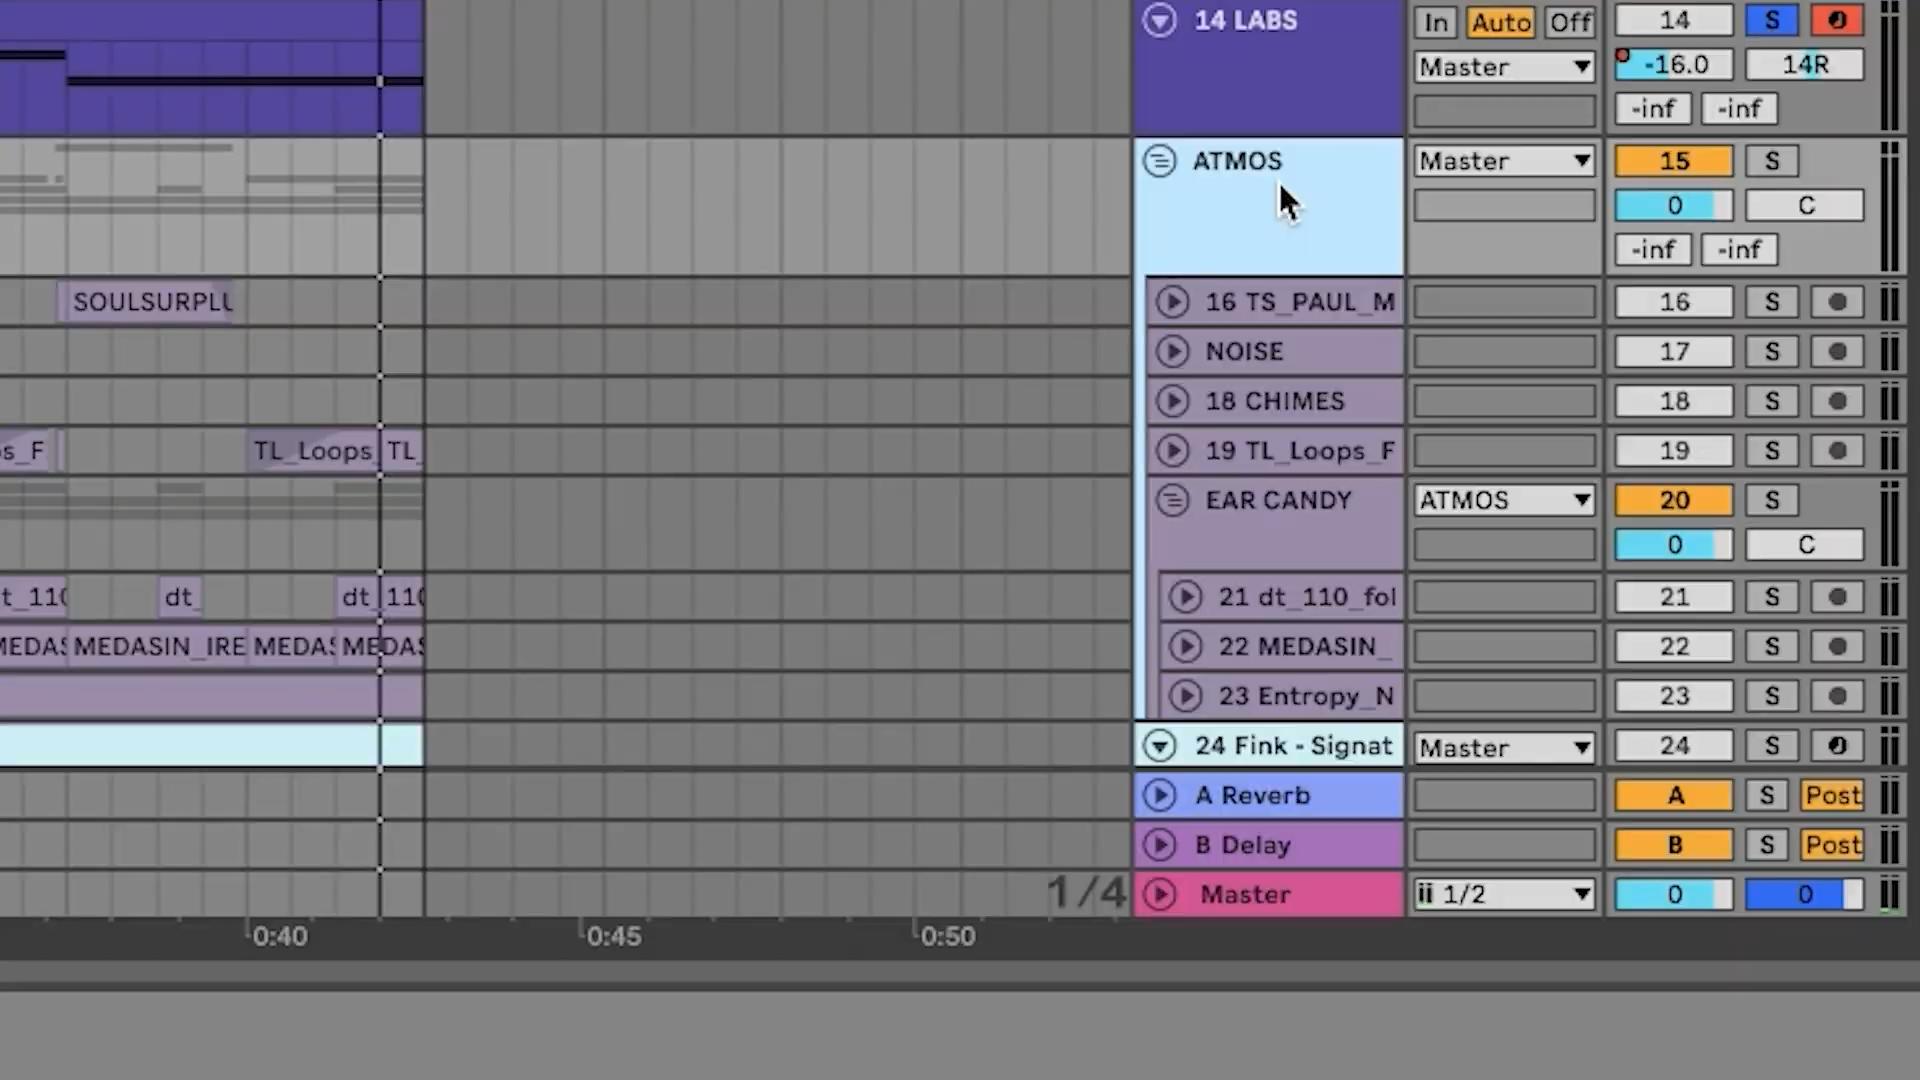 14 LABS In Auto Off 14 S
Master -16.0 14R
-inf -inf
ATMOS Master 15 S
0 C
-inf -inf
SOULSURPLU 16 TS_PAUL_M 16 S
NOISE 17 S
18 CHIMES 18 S
s_F TL_Loops_ TL_ 19 TL_Loops_F 19 S
EAR CANDY ATMOS 20 S
0 C
t_110 dt_ dt_110 21 dt_110_fol 21 S
MEDAS MEDASIN_IRE MEDAS MEDAS 22 MEDASIN_ 22 S
23 Entropy_N 23 S
24 Fink - Signat Master 24 S
A Reverb A S Post
B Delay B S Post
1/4 Master 1/2 0 0
0:40 0:45 0:50